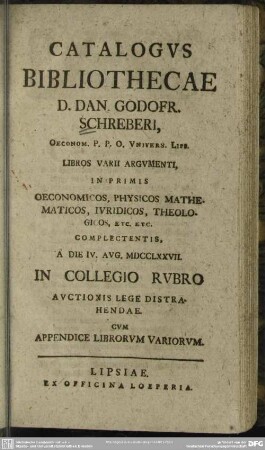 CATALOGVS
BIBLIOTHECAE
D. DAN. GODOFR.
SCHREBERI,
OECONOM. P. P. O. VNIVERS. LIPS.
LIBROS VARII ARGVMENTI,
IN PRIMIS
OECONOMICOS, PHYSICOS MATHE-
MATICOS, IVRIDICOS, THEOLO-
GICOS, ETC. ETC.
COMPLECTENTIS,
A DIE IV. AVG. MDCCLXXVII.
IN COLLEGIO RVBRO
AVCTIONIS LEGE DISTRA-
HENDAE.
CVM
APPENDICE LIBRORVM VARIORVM.
LIPSIAE.
EX OFFICINA LOEPERIA.